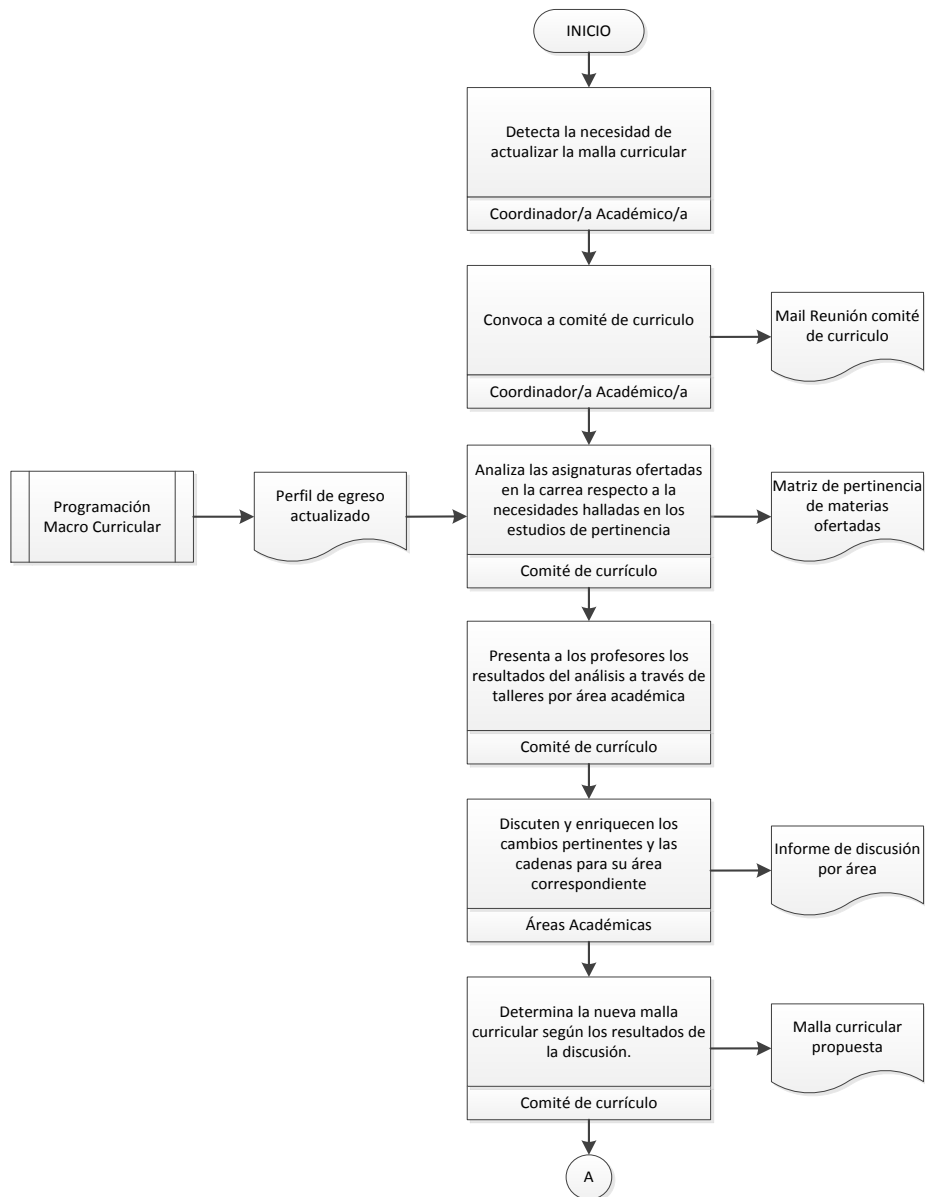 INICIO
Detecta la necesidad de
actualizar la malla curricular
Coordinador/a Académico/a
Convoca a comité de curriculo
Coordinador/a Académico/a
Mail Reunión comité
de curriculo
Programación
Macro Curricular
Perfil de egreso
actualizado
Analiza las asignaturas ofertadas
en la carrea respecto a la
necesidades halladas en los
estudios de pertinencia
Comité de currículo
Matriz de pertinencia
de materias
ofertadas
Presenta a los profesores los
resultados del análisis a través de
talleres por área académica
Comité de currículo
Discuten y enriquecen los
cambios pertinentes y las
cadenas para su área
correspondiente
Áreas Académicas
Informe de discusión
por área
Determina la nueva malla
curricular según los resultados de
la discusión.
Comité de currículo
Malla curricular
propuesta
A